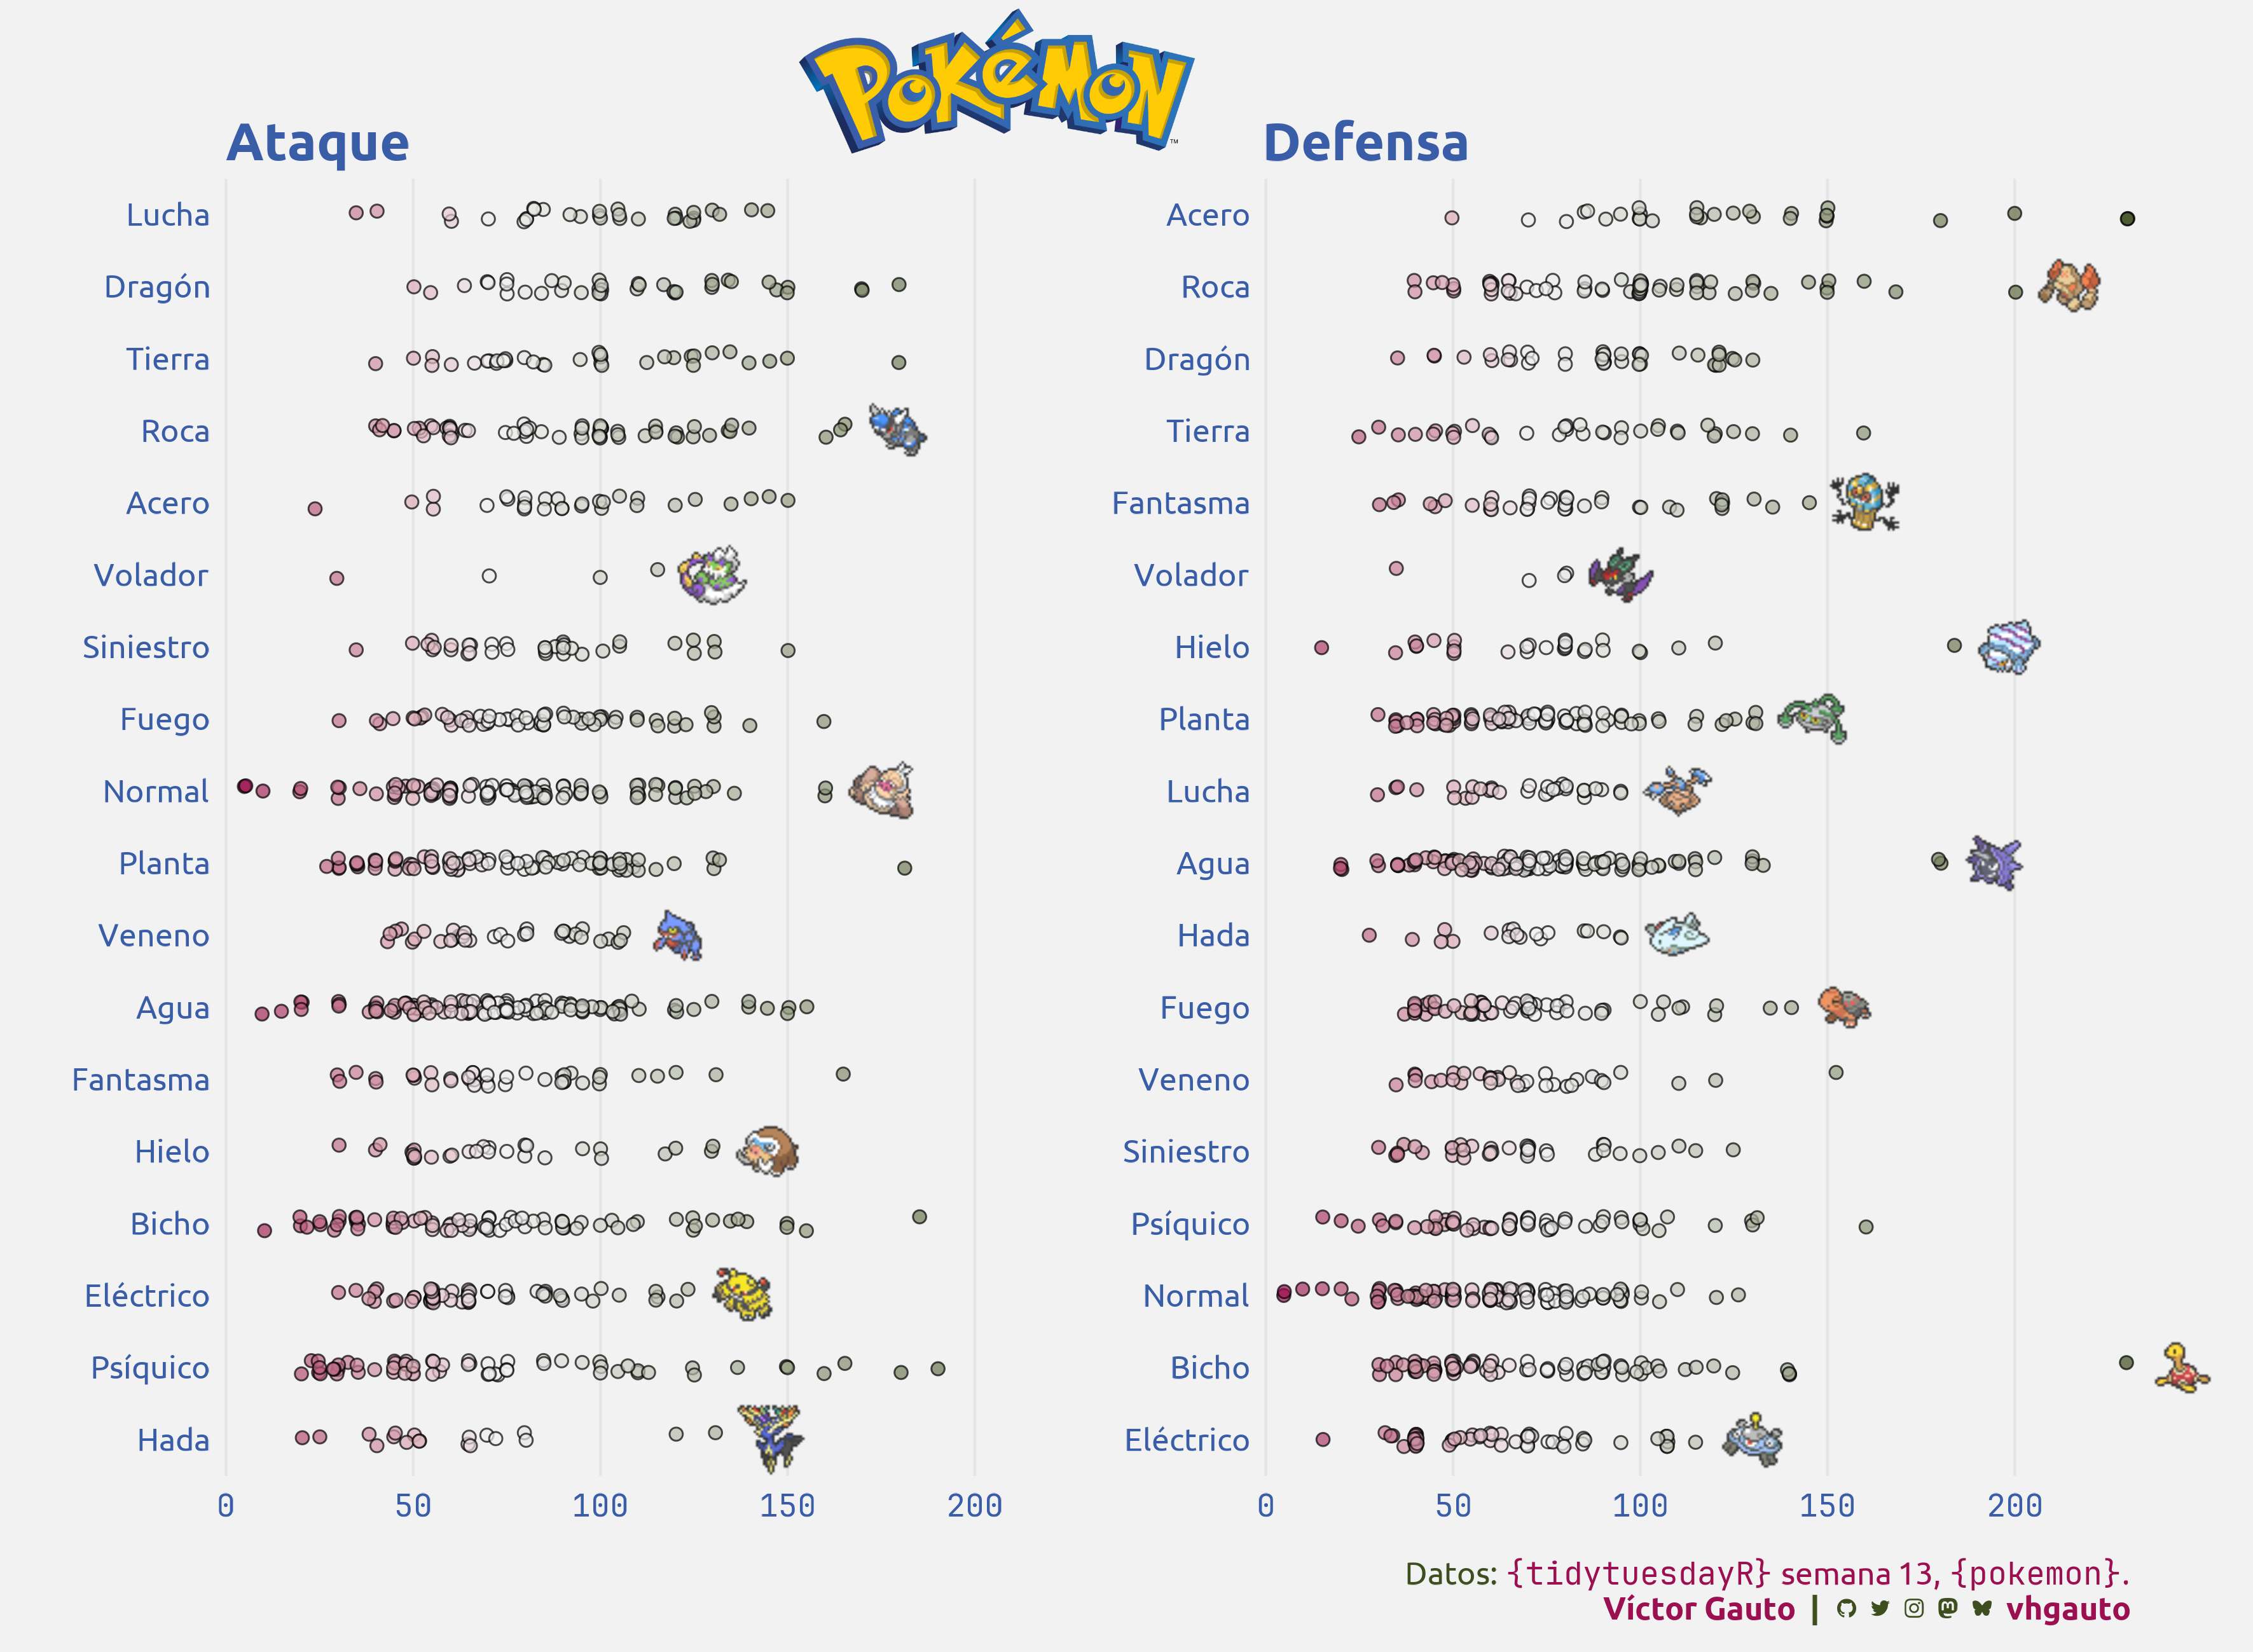 POKÉMON™
Ataque
Lucha
Dragón
Tierra
Roca
Acero
Volador
Siniestro
Fuego
Normal
Planta
Veneno
Agua
Fantasma
Hielo
Bicho
Eléctrico
Psíquico
Hada
0 50 100 150 200
Defensa
Acero
Roca
Dragón
Tierra
Fantasma
Volador
Hielo
Planta
Lucha
Agua
Hada
Fuego
Veneno
Siniestro
Psíquico
Normal
Bicho
Eléctrico
0 50 100 150 200
Datos: {tidytuesdayR} semana 13, {pokemon}.
Víctor Gauto | vhgauto